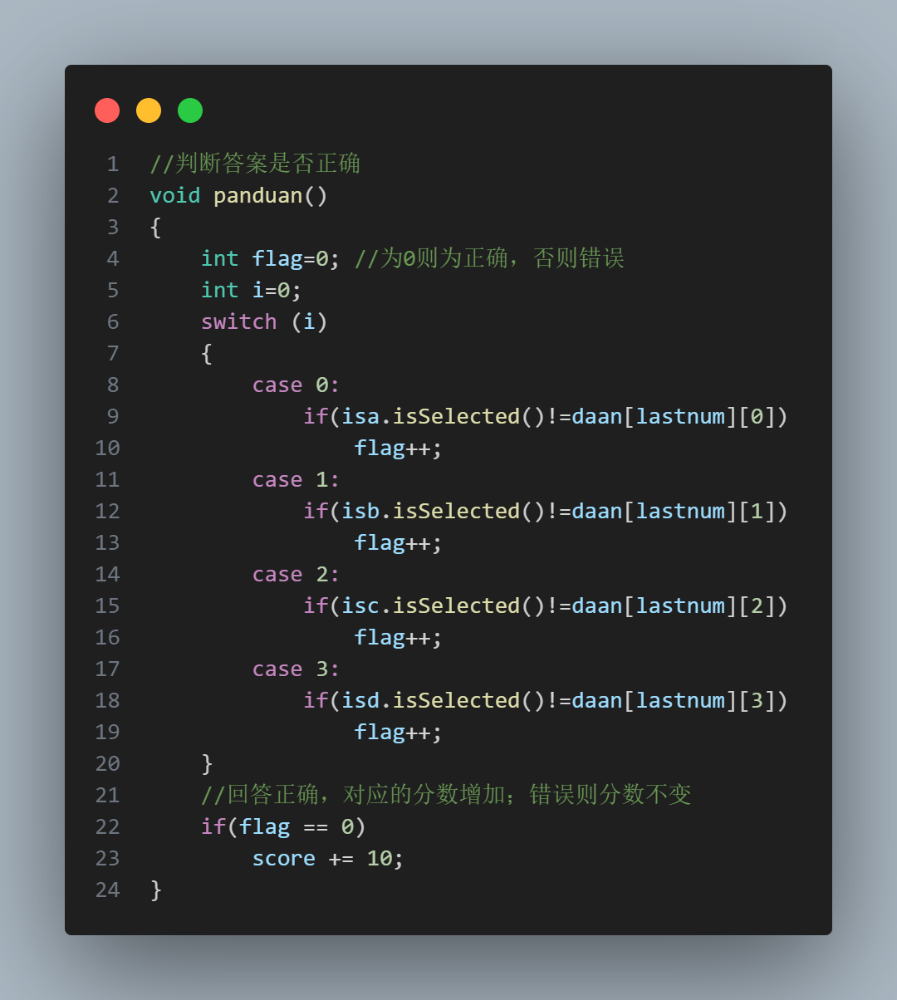 1 //判断答案是否正确
2 void panduan()
3 {
4     int flag=0; //为0则为正确，否则错误
5     int i=0;
6     switch (i)
7     {
8         case 0:
9             if(isa.isSelected()!=daan[lastnum][0])
10                 flag++;
11         case 1:
12             if(isb.isSelected()!=daan[lastnum][1])
13                 flag++;
14         case 2:
15             if(isc.isSelected()!=daan[lastnum][2])
16                 flag++;
17         case 3:
18             if(isd.isSelected()!=daan[lastnum][3])
19                 flag++;
20     }
21     //回答正确，对应的分数增加；错误则分数不变
22     if(flag == 0)
23         score += 10;
24 }